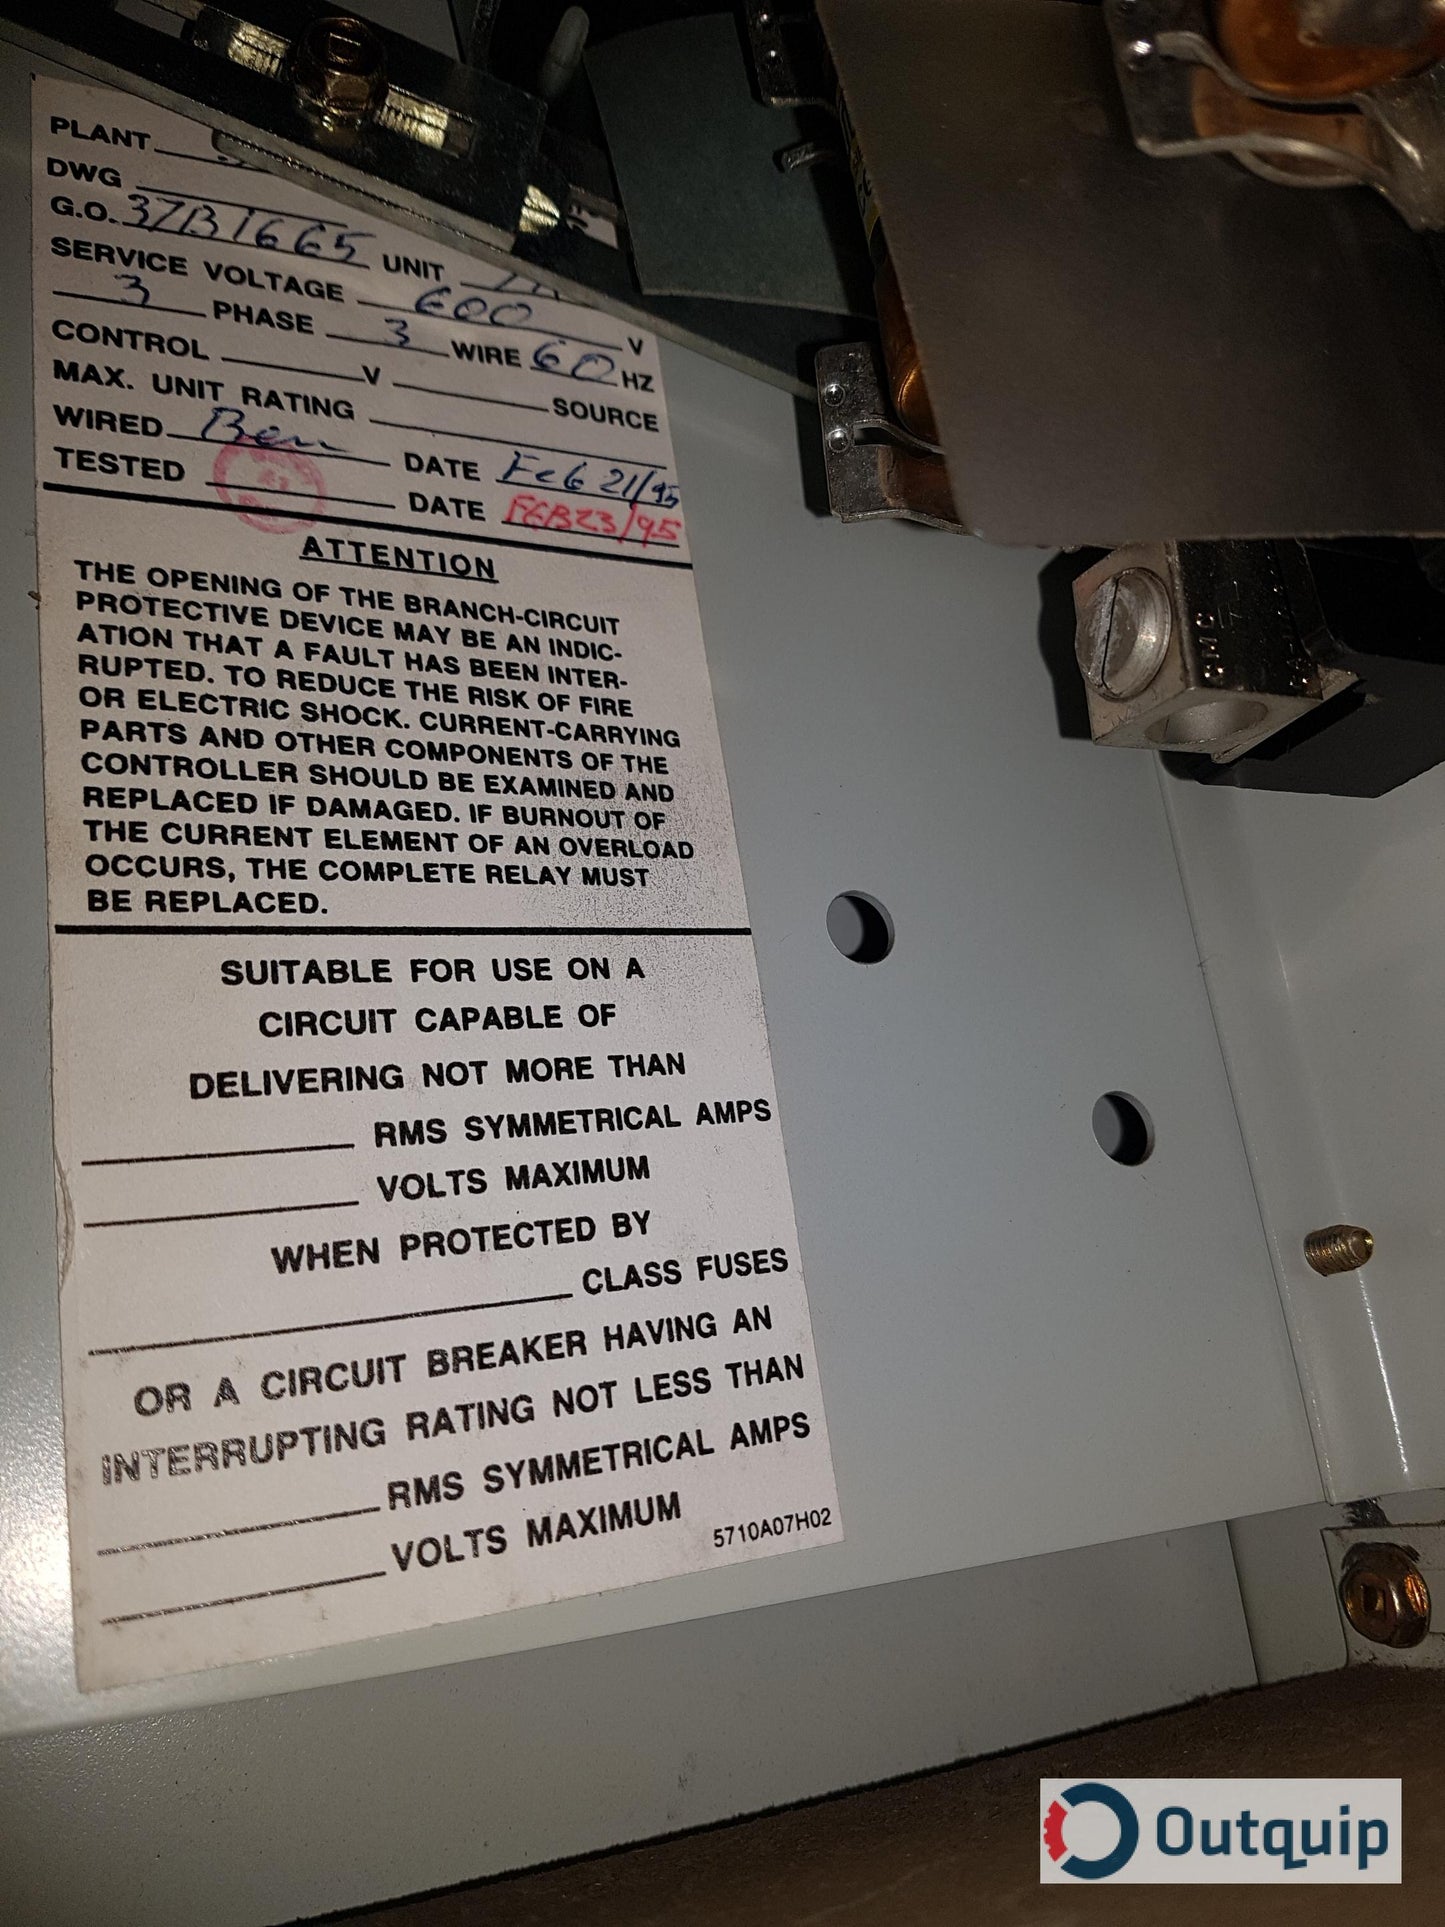 PLANT
DWG
G.O. 37B1665 UNIT
SERVICE VOLTAGE 600 V
3 PHASE 3 WIRE 60 HZ
CONTROL V SOURCE
MAX. UNIT RATING
WIRED Ben DATE Feb 21/95
TESTED DATE FEB23/95
ATTENTION
THE OPENING OF THE BRANCH-CIRCUIT
PROTECTIVE DEVICE MAY BE AN INDIC-
ATION THAT A FAULT HAS BEEN INTER-
RUPTED. TO REDUCE THE RISK OF FIRE
OR ELECTRIC SHOCK. CURRENT-CARRYING
PARTS AND OTHER COMPONENTS OF THE
CONTROLLER SHOULD BE EXAMINED AND
REPLACED IF DAMAGED. IF BURNOUT OF
THE CURRENT ELEMENT OF AN OVERLOAD
OCCURS, THE COMPLETE RELAY MUST
BE REPLACED.
SUITABLE FOR USE ON A
CIRCUIT CAPABLE OF
DELIVERING NOT MORE THAN
RMS SYMMETRICAL AMPS
VOLTS MAXIMUM
WHEN PROTECTED BY
CLASS FUSES
OR A CIRCUIT BREAKER HAVING AN
INTERRUPTING RATING NOT LESS THAN
RMS SYMMETRICAL AMPS
VOLTS MAXIMUM
5710A07H02
Outquip